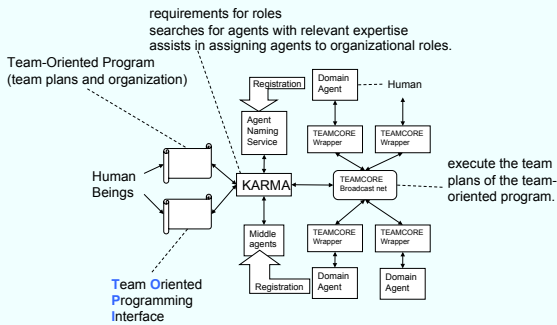 requirements for roles
searches for agents with relevant expertise
assists in assigning agents to organizational roles.
Team-Oriented Program
(team plans and organization)
Registration
Domain
Agent
Human
Agent
Naming
Service
TEAMCORE
Wrapper
TEAMCORE
Wrapper
Human
Beings
KARMA
TEAMCORE
Broadcast net
execute the team
plans of the team-
oriented program.
Middle
agents
TEAMCORE
Wrapper
TEAMCORE
Wrapper
Registration
Domain
Agent
Domain
Agent
Team Oriented
Programming
Interface